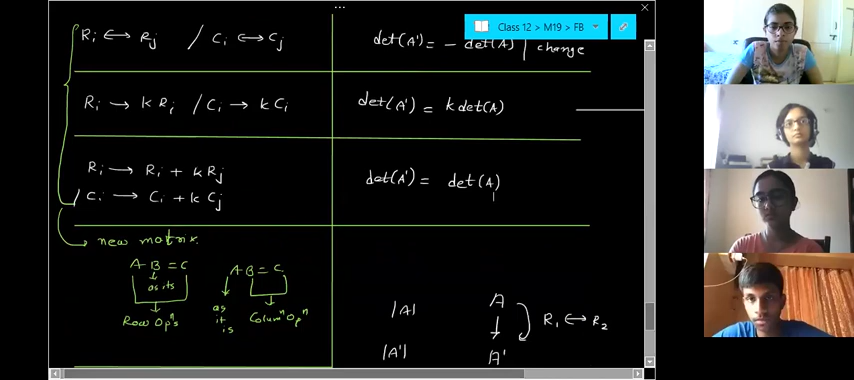 Class 12 > M19 > FB
Ri ⟷ Rj / Ci ⟷ Cj
det(A') = - det(A) | change
Ri → k Ri / Ci → k Ci
det(A') = k det(A)
Ri → Ri + k Rj
/ Ci → Ci + k Cj
det(A') = det(A)
new matrix.
A B = C
as its
Row Opⁿs
A B = C
as
it
is
Columⁿ Opⁿ
|A|
A
R1 ⟷ R2
|A'|
A'